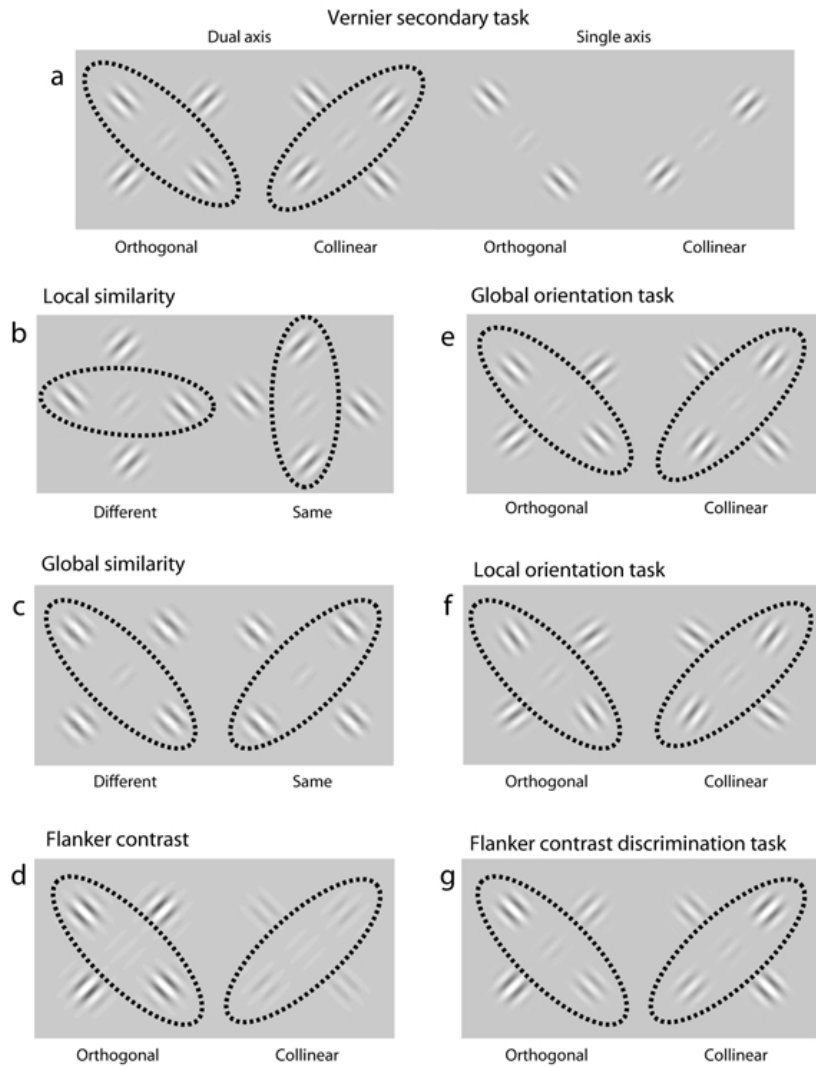 Vernier secondary task
Dual axis Single axis
a
Orthogonal Collinear Orthogonal Collinear
Local similarity
b
Different Same
Global orientation task
e
Orthogonal Collinear
Global similarity
c
Different Same
Local orientation task
f
Orthogonal Collinear
Flanker contrast
d
Orthogonal Collinear
Flanker contrast discrimination task
g
Orthogonal Collinear